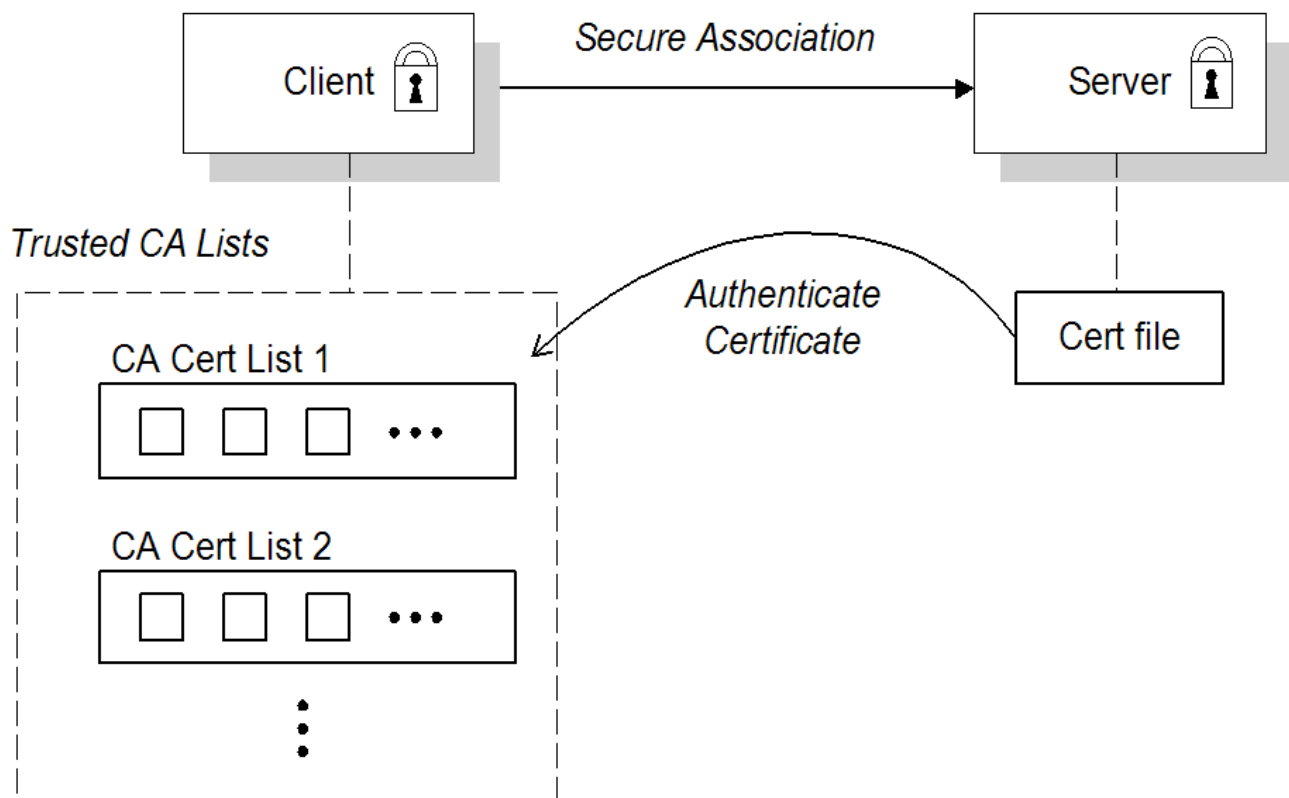 Secure Association
Client
Server
Trusted CA Lists
Authenticate
Certificate
Cert file
CA Cert List 1
CA Cert List 2